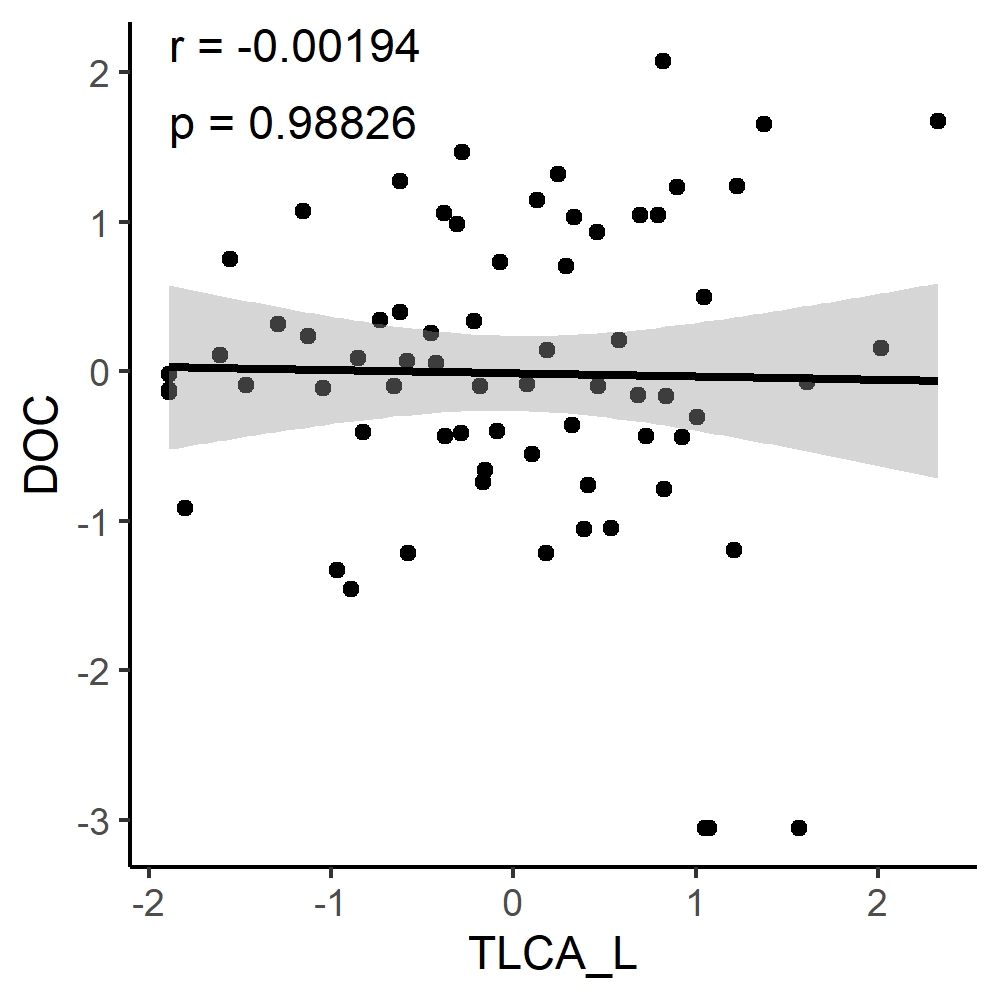 r = -0.00194
p = 0.98826
2
1
0
-1
-2
-3
DOC
-2 -1 0 1 2
TLCA_L